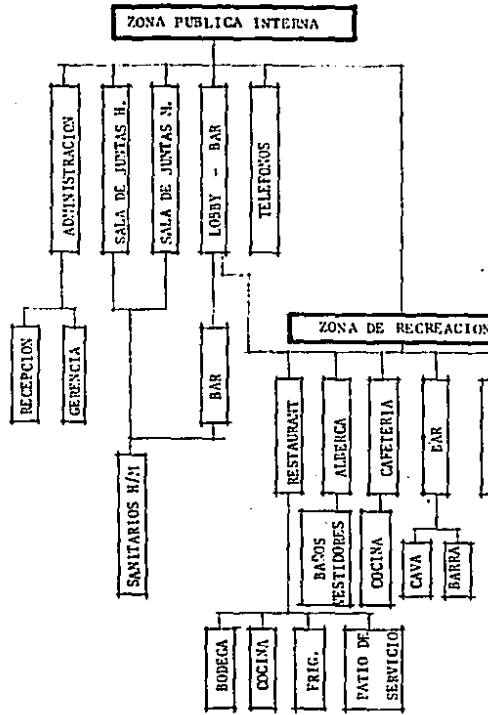 ZONA PUBLICA INTERNA
ADMINISTRACION
SALA DE JUNTAS H.
SALA DE JUNTAS M.
LOBBY - BAR
TELEFONOS
RECEPCION
GERENCIA
BAR
SANITARIOS H/M
ZONA DE RECREACION
RESTAURANT
ALBERCA
CAFETERIA
BAR
BAÑOS
VESTIDORES
COCINA
CAVA
BARRA
BODEGA
COCINA
FRIG.
PATIO DE
SERVICIO